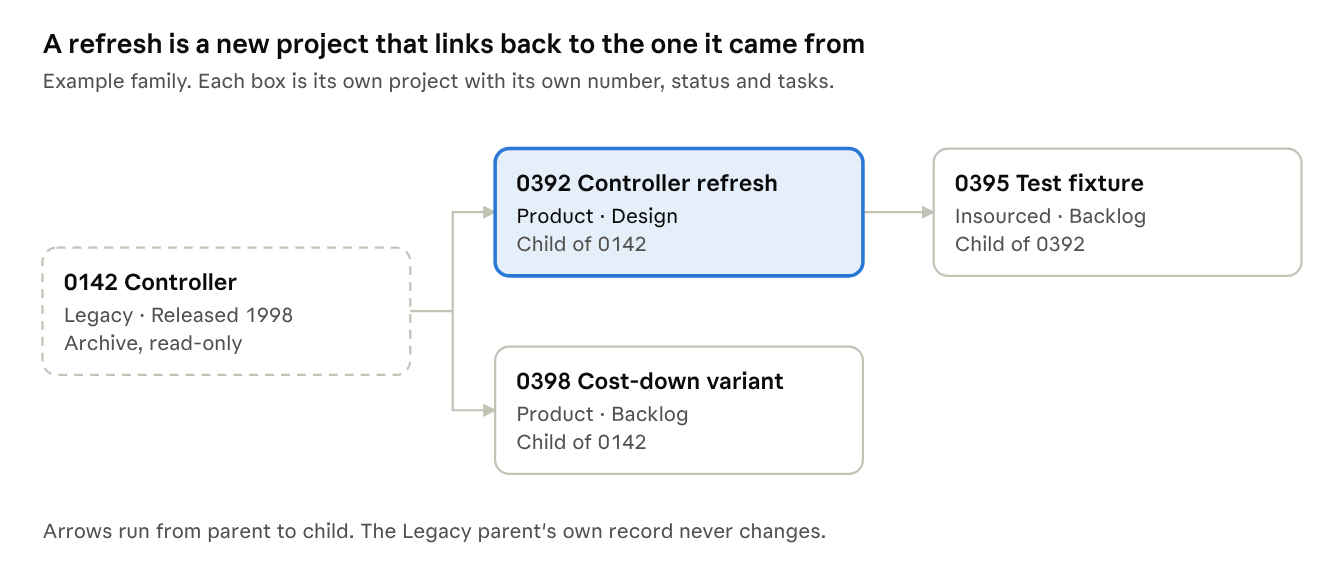 A refresh is a new project that links back to the one it came from
Example family. Each box is its own project with its own number, status and tasks.
0142 Controller
Legacy · Released 1998
Archive, read-only
0392 Controller refresh
Product · Design
Child of 0142
0395 Test fixture
Insourced · Backlog
Child of 0392
0398 Cost-down variant
Product · Backlog
Child of 0142
Arrows run from parent to child. The Legacy parent's own record never changes.